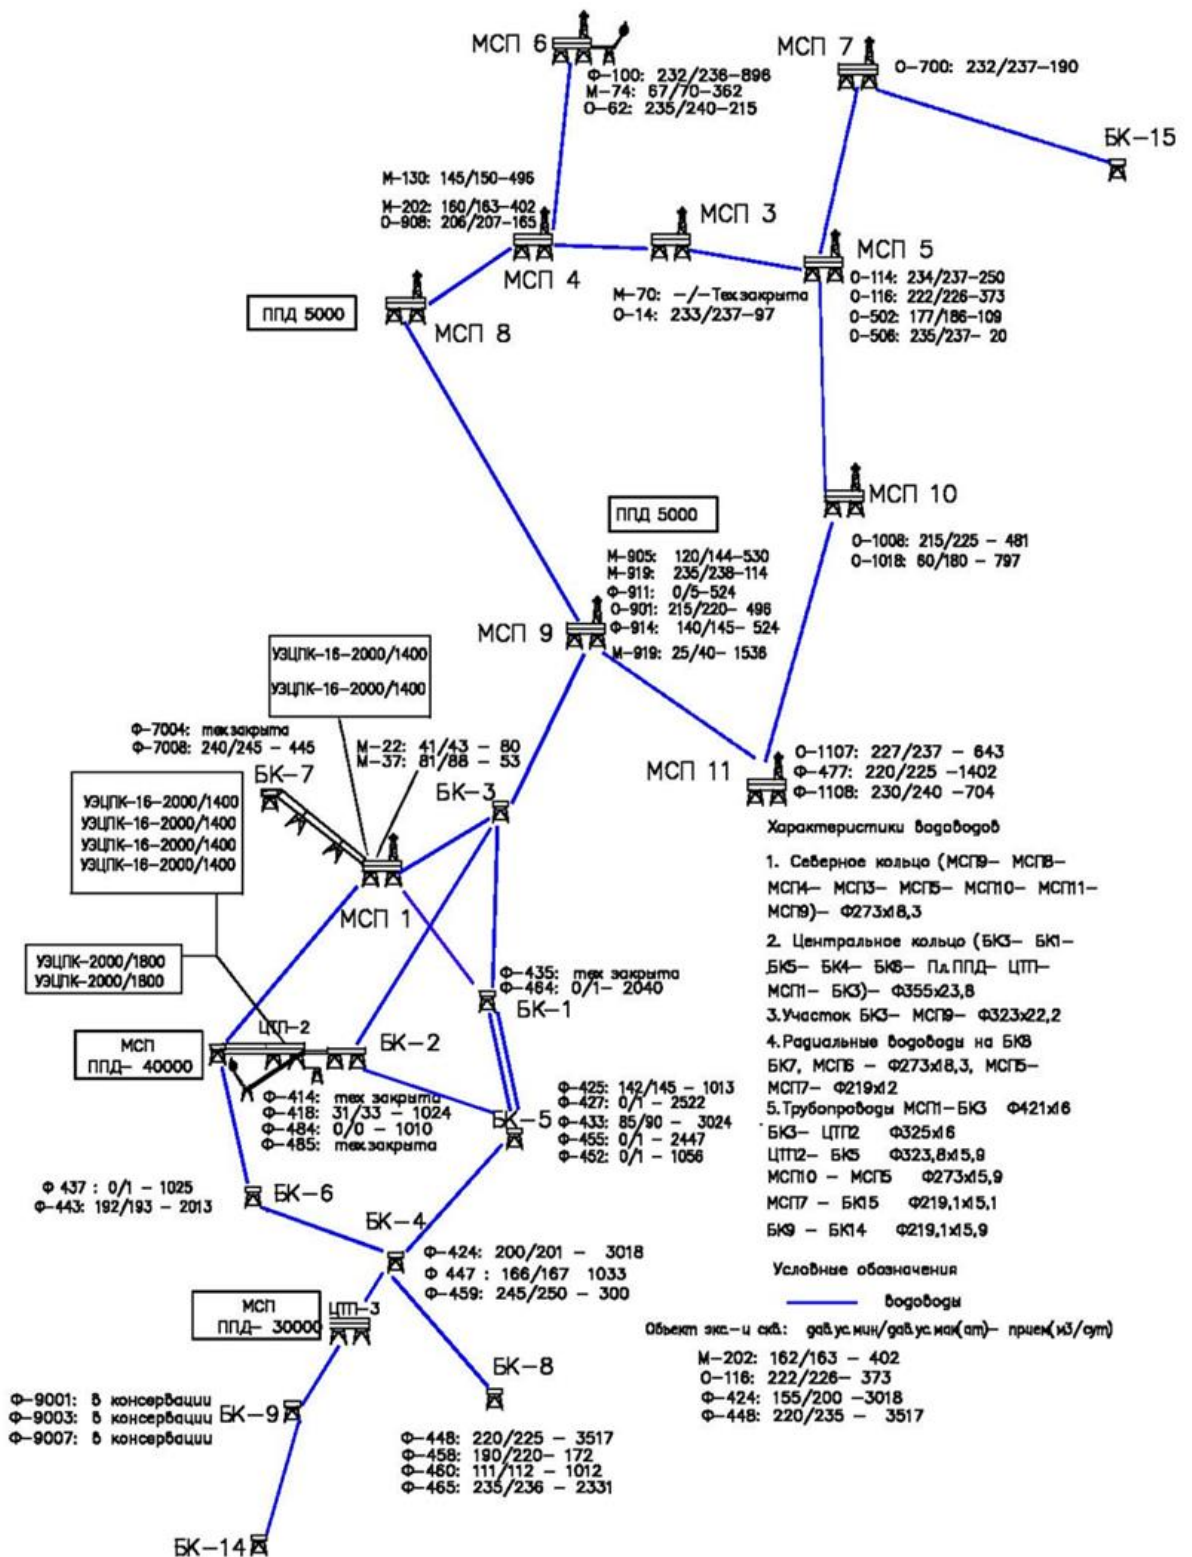 МСП 6
Ф-100: 232/236-896
М-74: 67/70-362
О-62: 235/240-215
МСП 7
О-700: 232/237-190
БК-15
М-130: 145/150-496
М-202: 160/163-402
О-908: 206/207-165
МСП 4
МСП 3
М-70: -/-Тех.закрыта
О-14: 233/237-97
МСП 5
О-114: 234/237-250
О-116: 222/226-373
О-502: 177/186-109
О-506: 235/237- 20
ППД 5000
МСП 8
МСП 10
О-1008: 215/225 - 481
О-1018: 60/180 - 797
ППД 5000
М-905: 120/144-530
М-919: 235/238-114
Ф-911: 0/5-524
О-901: 215/220- 496
Ф-914: 140/145- 524
М-919: 25/40- 1536
МСП 9
УЭЦПК-16-2000/1400
УЭЦПК-16-2000/1400
Ф-7004: тех.закрыта
Ф-7008: 240/245 - 445
БК-7
М-22: 41/43 - 80
М-37: 81/88 - 53
БК-3
МСП 11
О-1107: 227/237 - 643
Ф-477: 220/225 -1402
Ф-1108: 230/240 -704
УЭЦПК-16-2000/1400
УЭЦПК-16-2000/1400
УЭЦПК-16-2000/1400
УЭЦПК-16-2000/1400
МСП 1
УЭЦПК-2000/1800
УЭЦПК-2000/1800
Ф-435: тех закрыта
Ф-464: 0/1- 2040
БК-1
МСП
ППД- 40000
ЦТП-2
БК-2
Ф-414: тех закрыта
Ф-418: 31/33 - 1024
Ф-484: 0/0 - 1010
Ф-485: тех.закрыта
БК-5
Ф-425: 142/145 - 1013
Ф-427: 0/1 - 2522
Ф-433: 85/90 - 3024
Ф-455: 0/1 - 2447
Ф-452: 0/1 - 1056
Ф 437 : 0/1 - 1025
Ф-443: 192/193 - 2013
БК-6
БК-4
Ф-424: 200/201 - 3018
Ф 447 : 166/167 1033
Ф-459: 245/250 - 300
МСП
ППД- 30000
ЦТП-3
БК-8
Ф-448: 220/225 - 3517
Ф-458: 190/220- 172
Ф-460: 111/112 - 1012
Ф-465: 235/236 - 2331
Ф-9001: в консервации
Ф-9003: в консервации
Ф-9007: в консервации
БК-9
БК-14
Характеристики водоводов
1. Северное кольцо (МСП9- МСП8-
МСП4- МСП3- МСП5- МСП10- МСП11-
МСП9)- Ф273х18,3
2. Центральное кольцо (БК3- БК1-
БК5- БК4- БК6- Пл.ППД- ЦТП-
МСП1- БК3)- Ф355х23,8
3.Участок БК3- МСП9- Ф323х22,2
4.Радиальные водоводы на БК8
БК7, МСП6 - Ф273х18,3, МСП5-
МСП7- Ф219х12
5.Трубопроводы МСП1-БК3 Ф421х16
БК3- ЦТП2 Ф325х16
ЦТП2- БК5 Ф323,8х15,9
МСП10 - МСП5 Ф273х15,9
МСП7 - БК15 Ф219,1х15,1
БК9 - БК14 Ф219,1х15,9
Условные обозначения
водоводы
Объект экс.-и скв.: дав.ус.мин/дав.ус.мак(ат)- прием(м3/сут)
М-202: 162/163 - 402
О-116: 222/226- 373
Ф-424: 155/200 -3018
Ф-448: 220/235 - 3517